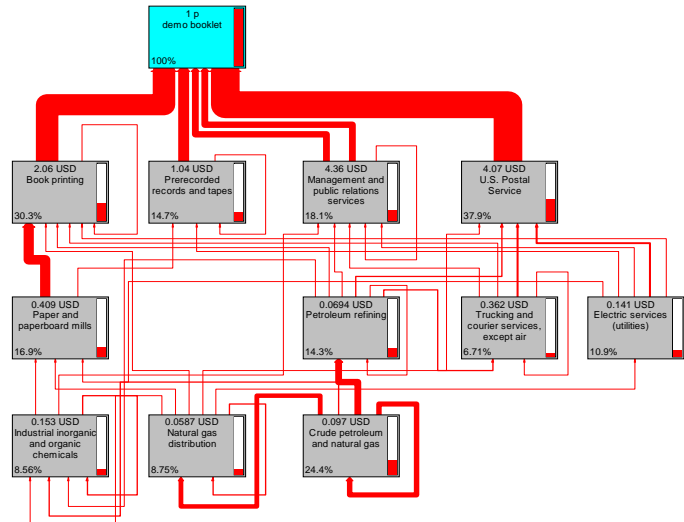 1 p
demo booklet
100%
2.06 USD
Book printing
30.3%
1.04 USD
Prerecorded
records and tapes
14.7%
4.36 USD
Management and
public relations
services
18.1%
4.07 USD
U.S. Postal
Service
37.9%
0.409 USD
Paper and
paperboard mills
16.9%
0.0694 USD
Petroleum refining
14.3%
0.362 USD
Trucking and
courier services,
except air
6.71%
0.141 USD
Electric services
(utilities)
10.9%
0.153 USD
Industrial inorganic
and organic
chemicals
8.56%
0.0587 USD
Natural gas
distribution
8.75%
0.097 USD
Crude petroleum
and natural gas
24.4%